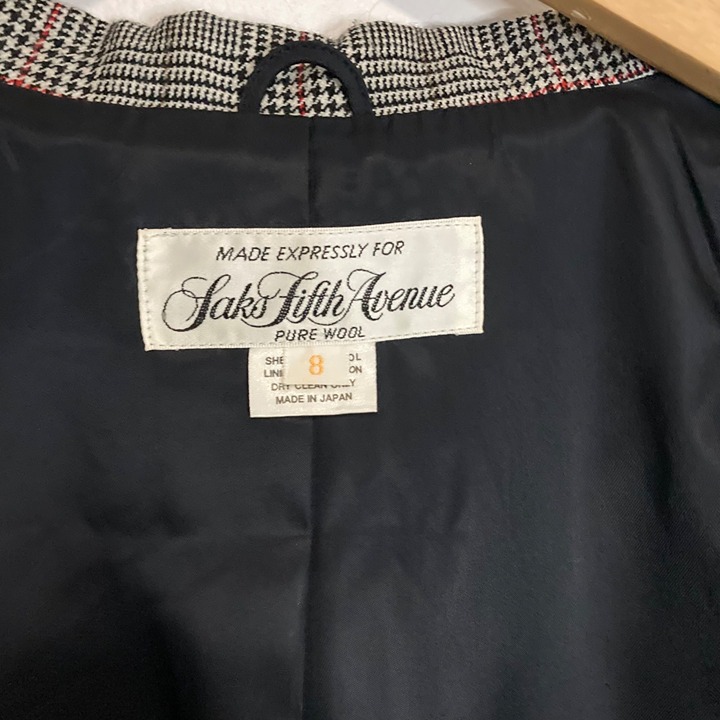 MADE EXPRESSLY FOR
Saks Fifth Avenue
PURE WOOL
8
DRY CLEAN ONLY
MADE IN JAPAN